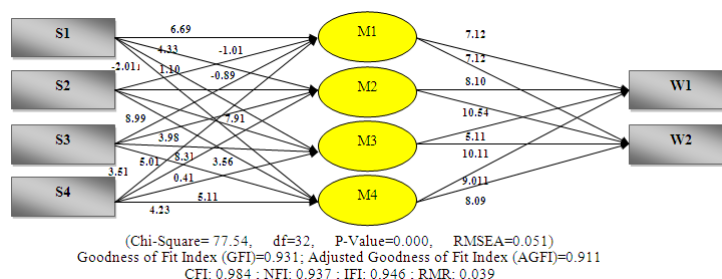 S1
6.69
M1
7.12
4.33
-1.01
7.12
-2.01
1.10
-0.89
S2
M2
8.10
W1
8.99
7.91
10.54
S3
3.98
M3
5.11
W2
5.01
8.31
3.56
10.11
3.51
0.41
9.011
S4
5.11
M4
8.09
4.23
(Chi-Square= 77.54, df=32, P-Value=0.000, RMSEA=0.051)
Goodness of Fit Index (GFI)=0.931; Adjusted Goodness of Fit Index (AGFI)=0.911
CFI: 0.984 ; NFI: 0.937 ; IFI: 0.946 ; RMR: 0.039